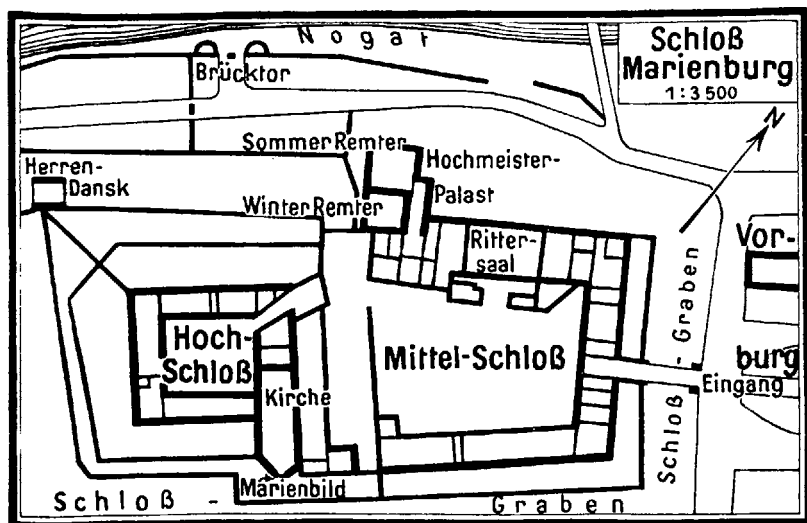 Nogat
Schloß
Marienburg
1:3500
Brücktor
N
Sommer Remter
Hochmeister-
Palast
Herren-
Dansk
Winter Remter
Ritter-
saal
Vor-
burg
Hoch-
Schloß
Mittel-Schloß
Kirche
Eingang
Marienbild
Schloß-Graben
Schloß-Graben